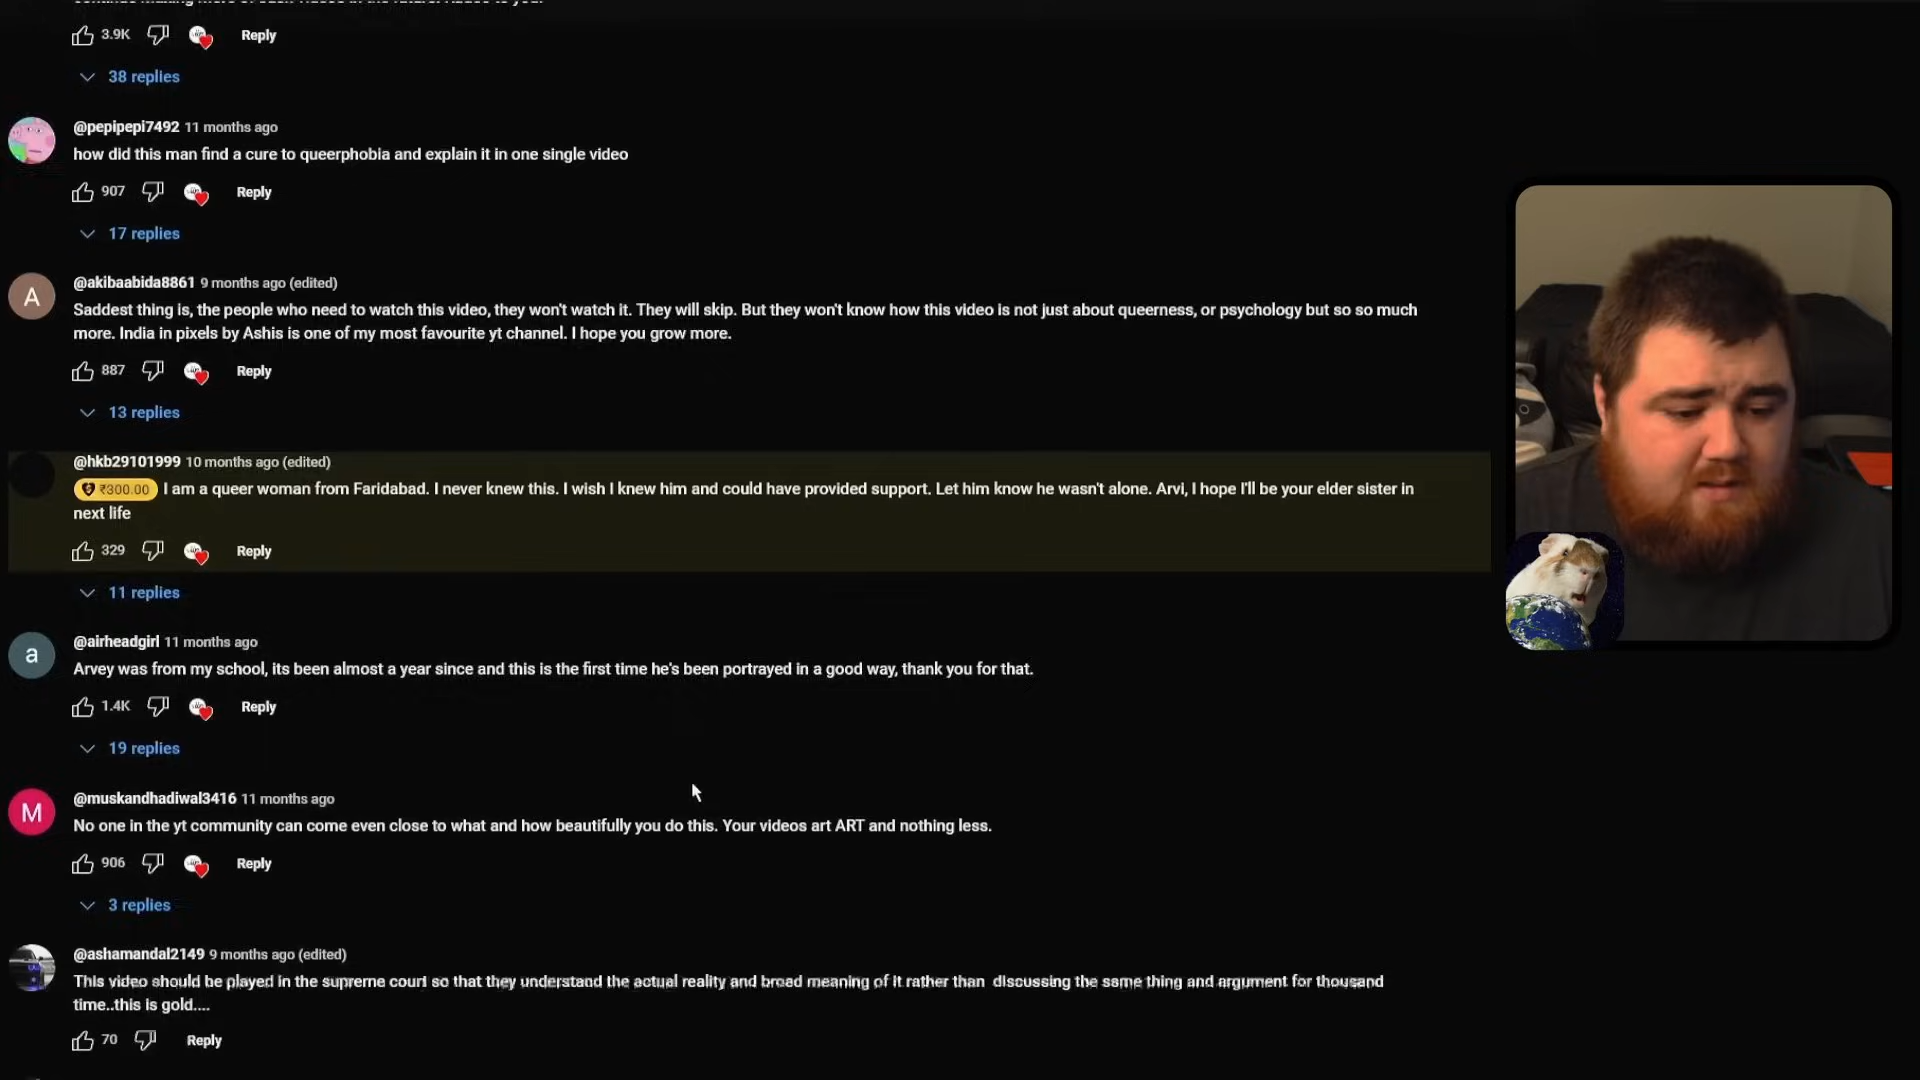 3.9K Reply
38 replies
@pepipepi7492 11 months ago
how did this man find a cure to queerphobia and explain it in one single video
907 Reply
17 replies
A
@akibaabida8861 9 months ago (edited)
Saddest thing is, the people who need to watch this video, they won't watch it. They will skip. But they won't know how this video is not just about queerness, or psychology but so so much
more. India in pixels by Ashis is one of my most favourite yt channel. I hope you grow more.
887 Reply
13 replies
@hkb29101999 10 months ago (edited)
₹300.00 I am a queer woman from Faridabad. I never knew this. I wish I knew him and could have provided support. Let him know he wasn't alone. Arvi, I hope I'll be your elder sister in
next life
329 Reply
11 replies
a
@airheadgirl 11 months ago
Arvey was from my school, its been almost a year since and this is the first time he's been portrayed in a good way, thank you for that.
1.4K Reply
19 replies
M
@muskandhadiwal3416 11 months ago
No one in the yt community can come even close to what and how beautifully you do this. Your videos art ART and nothing less.
906 Reply
3 replies
@ashamandal2149 9 months ago (edited)
This video should be played in the supreme court so that they understand the actual reality and broad meaning of it rather than discussing the same thing and argument for thousand
time..this is gold....
70 Reply